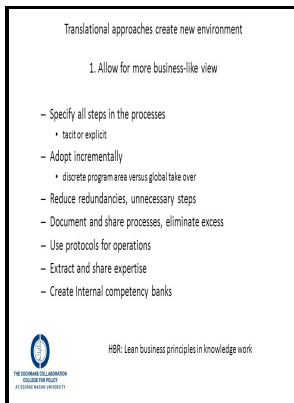 Translational approaches create new environment
1. Allow for more business-like view
– Specify all steps in the processes
• tacit or explicit
– Adopt incrementally
• discrete program area versus global take over
– Reduce redundancies, unnecessary steps
– Document and share processes, eliminate excess
– Use protocols for operations
– Extract and share expertise
– Create Internal competency banks
HBR: Lean business principles in knowledge work
THE COCHRANE COLLABORATION
COLLEGE FOR POLICY
AT GEORGE MASON UNIVERSITY